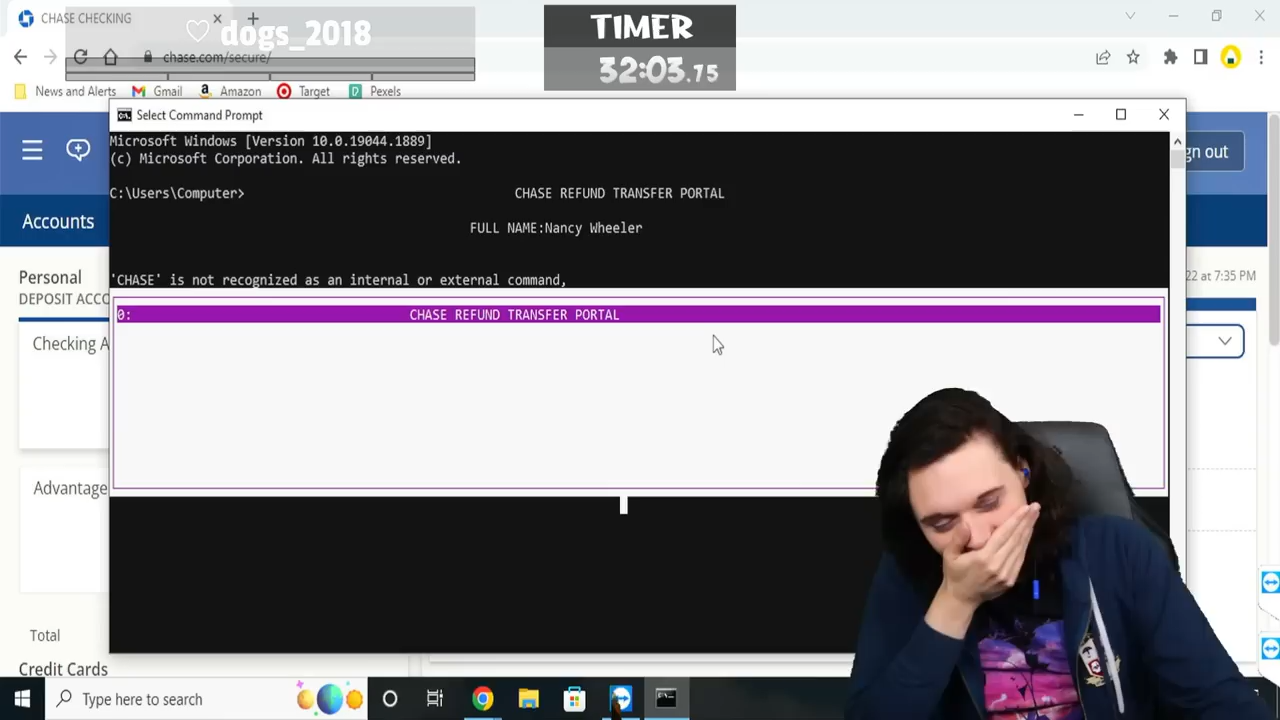 CHASE CHECKING
♡ dogs_2018
TIMER
32:03.75
chase.com/secure/
News and Alerts
Gmail
Amazon
Target
Pexels
Select Command Prompt
Microsoft Windows [Version 10.0.19044.1889]
(c) Microsoft Corporation. All rights reserved.
C:\Users\Computer>
CHASE REFUND TRANSFER PORTAL
FULL NAME:Nancy Wheeler
'CHASE' is not recognized as an internal or external command,
0:
CHASE REFUND TRANSFER PORTAL
gn out
Accounts
Personal
DEPOSIT ACCO
22 at 7:35 PM
Checking A
Advantage
Total
Credit Cards
Type here to search